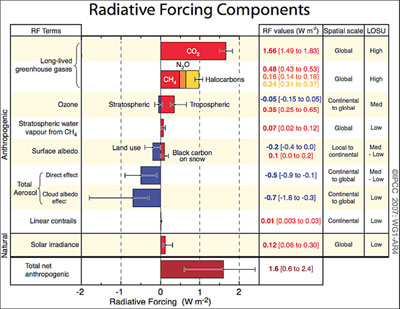 Radiative Forcing Components
RF Terms
RF values (W m⁻²)
Spatial scale
LOSU
Anthropogenic
Long-lived
greenhouse gases
CO₂
1.66 [1.49 to 1.83]
Global
High
N₂O
CH₄
Halocarbons
0.48 [0.43 to 0.53]
0.16 [0.14 to 0.18]
0.34 [0.31 to 0.37]
Global
High
Ozone
Stratospheric
Tropospheric
-0.05 [-0.15 to 0.05]
0.35 [0.25 to 0.65]
Continental
to global
Med
Stratospheric water
vapour from CH₄
0.07 [0.02 to 0.12]
Global
Low
Surface albedo
Land use
Black carbon
on snow
-0.2 [-0.4 to 0.0]
0.1 [0.0 to 0.2]
Local to
continental
Med
- Low
Total
Aerosol
Direct effect
-0.5 [-0.9 to -0.1]
Continental
to global
Med
- Low
Cloud albedo
effect
-0.7 [-1.8 to -0.3]
Continental
to global
Low
Linear contrails
0.01 [0.003 to 0.03]
Continental
Low
Natural
Solar irradiance
0.12 [0.06 to 0.30]
Global
Low
Total net
anthropogenic
1.6 [0.6 to 2.4]
-2 -1 0 1 2
Radiative Forcing (W m⁻²)
©IPCC 2007: WG1-AR4